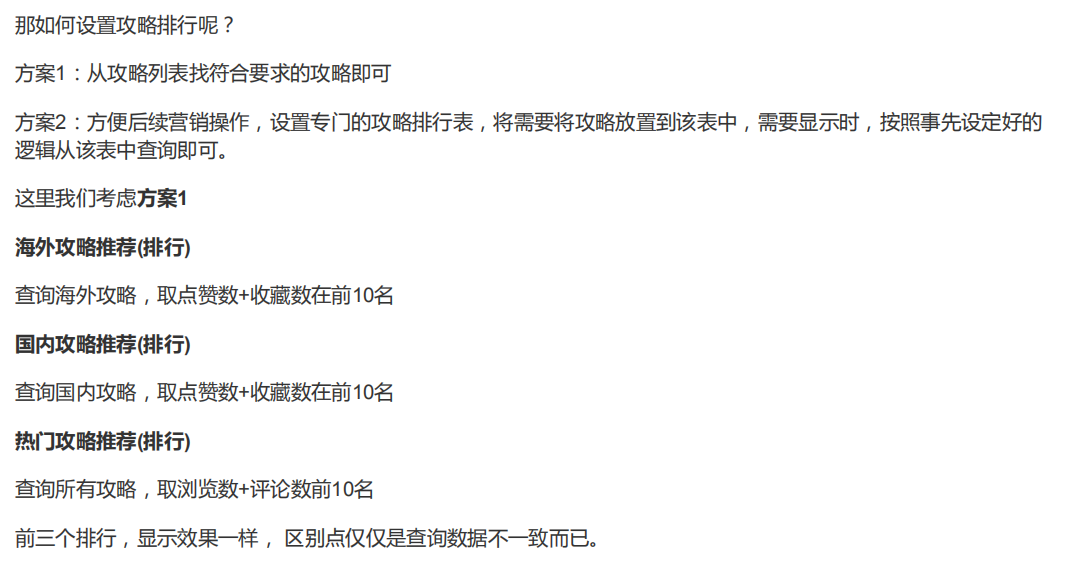 那如何设置攻略排行呢？
方案1：从攻略列表找符合要求的攻略即可
方案2：方便后续营销操作，设置专门的攻略排行表，将需要将攻略放置到该表中，需要显示时，按照事先设定好的
逻辑从该表中查询即可。
这里我们考虑方案1
海外攻略推荐(排行)
查询海外攻略，取点赞数+收藏数在前10名
国内攻略推荐(排行)
查询国内攻略，取点赞数+收藏数在前10名
热门攻略推荐(排行)
查询所有攻略，取浏览数+评论数前10名
前三个排行，显示效果一样， 区别点仅仅是查询数据不一致而已。